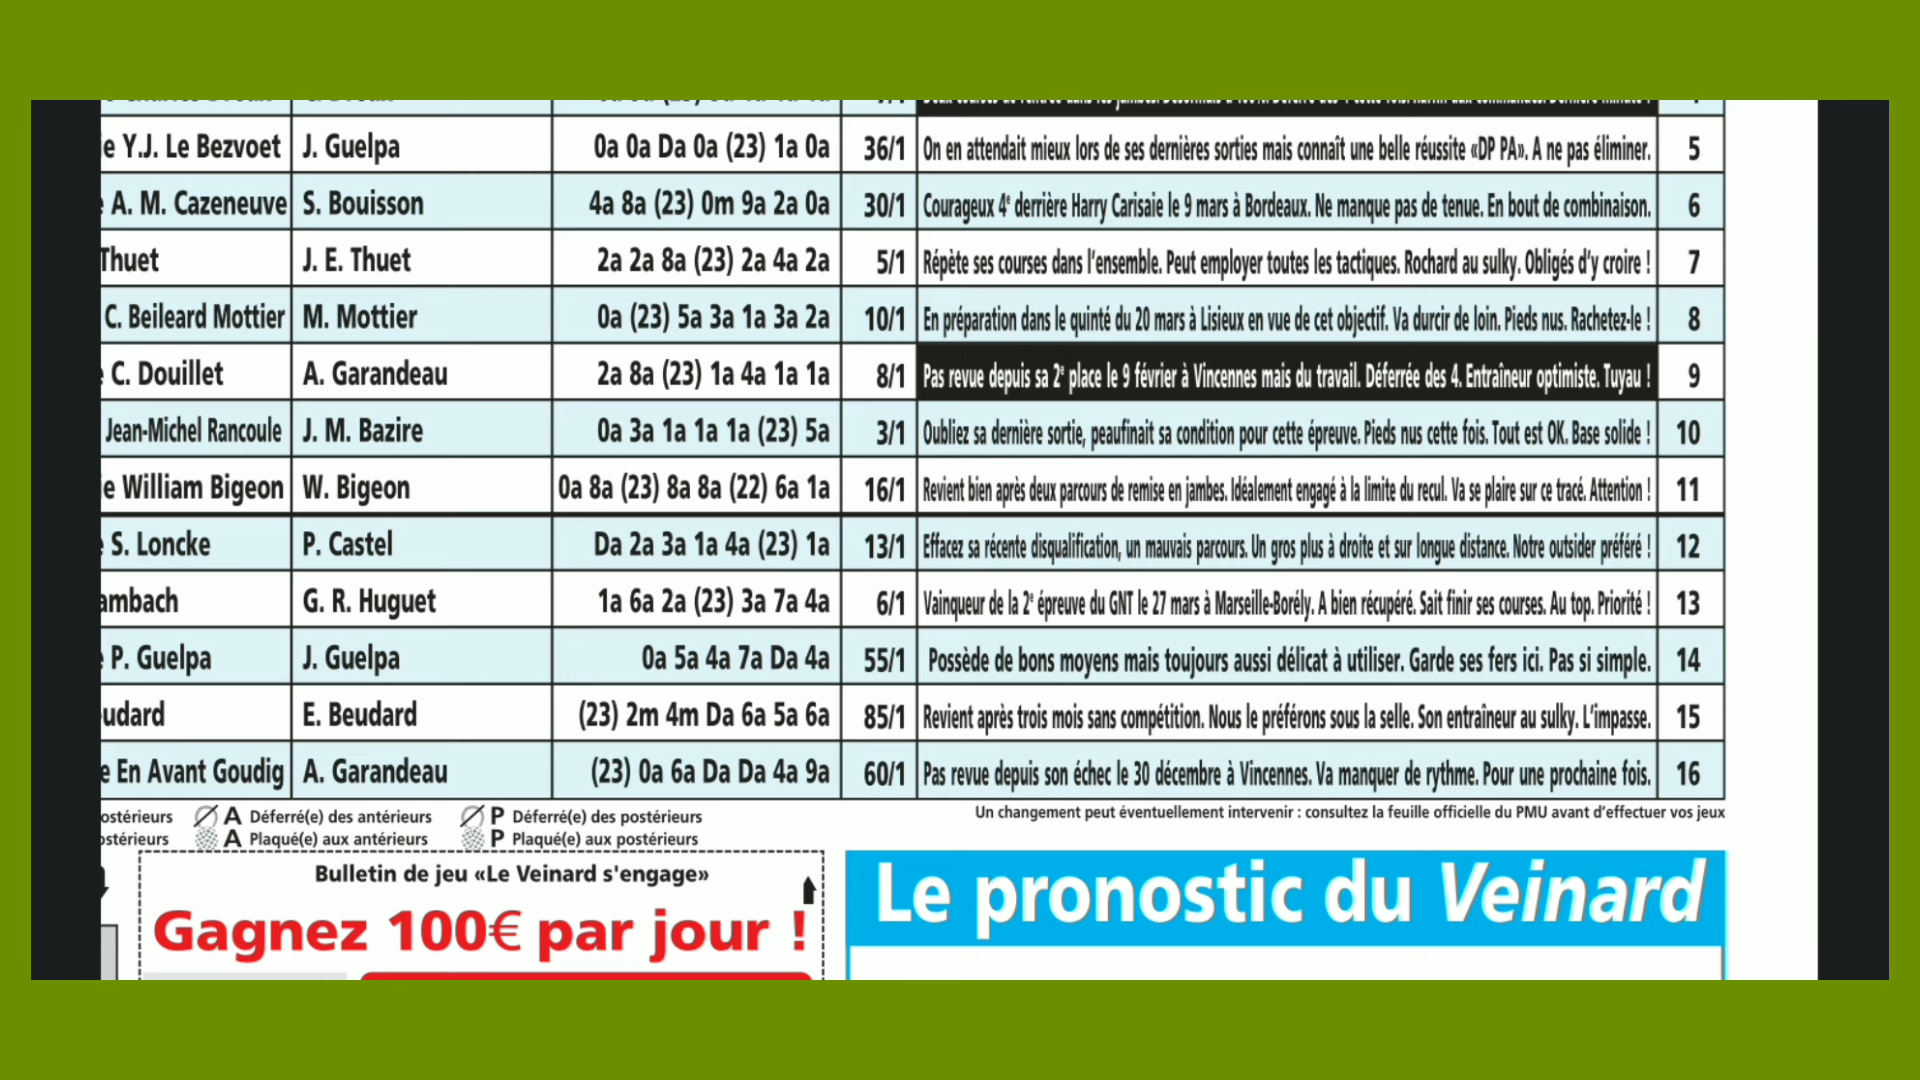 e Y.J. Le Bezvoet J. Guelpa 0a 0a Da 0a (23) 1a 0a 36/1 On en attendait mieux lors de ses dernières sorties mais connaît une belle réussite «DP PA». A ne pas éliminer. 5
A. M. Cazeneuve S. Bouisson 4a 8a (23) 0m 9a 2a 0a 30/1 Courageux 4e derrière Harry Carisaie le 9 mars à Bordeaux. Ne manque pas de tenue. En bout de combinaison. 6
Thuet J. E. Thuet 2a 2a 8a (23) 2a 4a 2a 5/1 Répète ses courses dans l'ensemble. Peut employer toutes les tactiques. Rochard au sulky. Obligés d'y croire ! 7
C. Beileard Mottier M. Mottier 0a (23) 5a 3a 1a 3a 2a 10/1 En préparation dans le quinté du 20 mars à Lisieux en vue de cet objectif. Va durcir de loin. Pieds nus. Rachetez-le ! 8
C. Douillet A. Garandeau 2a 8a (23) 1a 4a 1a 1a 8/1 Pas revue depuis sa 2e place le 9 février à Vincennes mais du travail. Déferrée des 4. Entraîneur optimiste. Tuyau ! 9
Jean-Michel Rancoule J. M. Bazire 0a 3a 1a 1a 1a (23) 5a 3/1 Oubliez sa dernière sortie, peaufinait sa condition pour cette épreuve. Pieds nus cette fois. Tout est OK. Base solide ! 10
e William Bigeon W. Bigeon 0a 8a (23) 8a 8a (22) 6a 1a 16/1 Revient bien après deux parcours de remise en jambes. Idéalement engagé à la limite du recul. Va se plaire sur ce tracé. Attention ! 11
S. Loncke P. Castel Da 2a 3a 1a 4a (23) 1a 13/1 Effacez sa récente disqualification, un mauvais parcours. Un gros plus à droite et sur longue distance. Notre outsider préféré ! 12
ambach G. R. Huguet 1a 6a 2a (23) 3a 7a 4a 6/1 Vainqueur de la 2e épreuve du GNT le 27 mars à Marseille-Borély. A bien récupéré. Sait finir ses courses. Au top. Priorité ! 13
P. Guelpa J. Guelpa 0a 5a 4a 7a Da 4a 55/1 Possède de bons moyens mais toujours aussi délicat à utiliser. Garde ses fers ici. Pas si simple. 14
udard E. Beudard (23) 2m 4m Da 6a 5a 6a 85/1 Revient après trois mois sans compétition. Nous le préférons sous la selle. Son entraîneur au sulky. L'impasse. 15
e En Avant Goudig A. Garandeau (23) 0a 6a Da Da 4a 9a 60/1 Pas revue depuis son échec le 30 décembre à Vincennes. Va manquer de rythme. Pour une prochaine fois. 16
ostérieurs A Déferré(e) des antérieurs P Déferré(e) des postérieurs Un changement peut éventuellement intervenir : consultez la feuille officielle du PMU avant d'effectuer vos jeux
ostérieurs A Plaqué(e) aux antérieurs P Plaqué(e) aux postérieurs
Bulletin de jeu «Le Veinard s'engage»
Gagnez 100€ par jour !
Le pronostic du Veinard